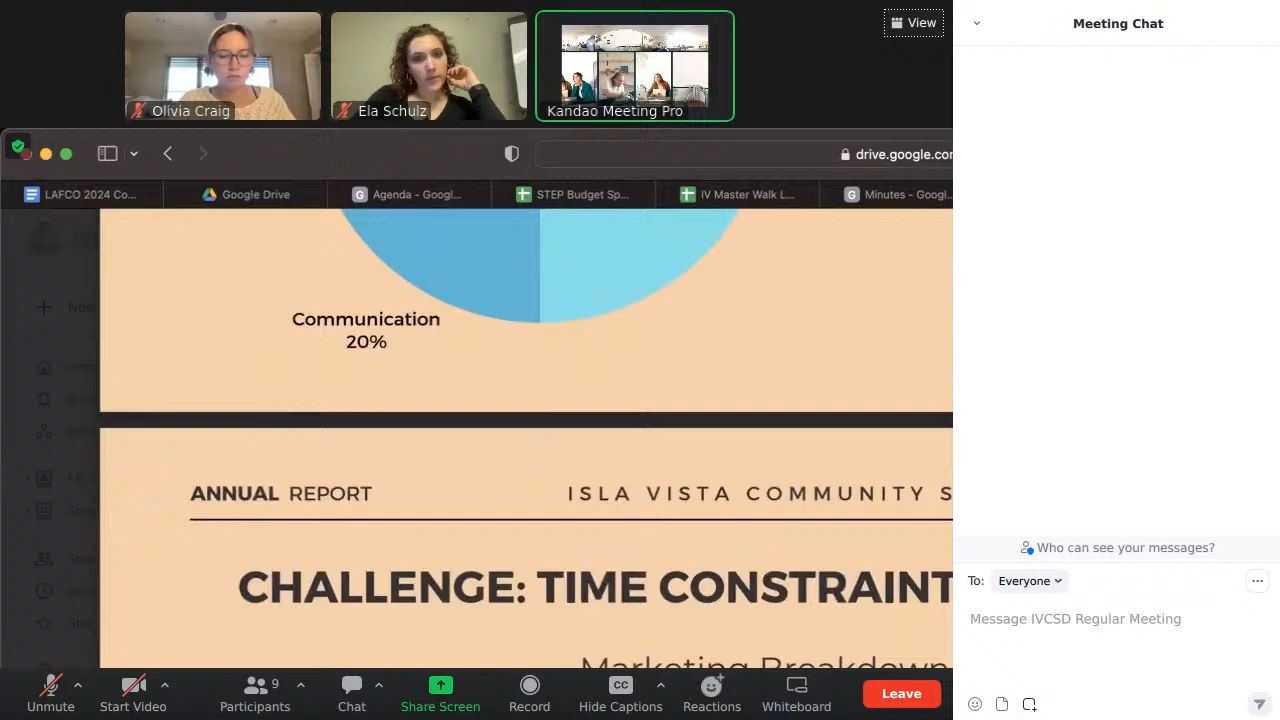 View
Meeting Chat
Olivia Craig
Ela Schulz
Kandao Meeting Pro
drive.google.com
LAFCO 2024 Co...
Google Drive
Agenda - Googl...
STEP Budget Sp...
IV Master Walk L...
Minutes - Googl...
Communication
20%
ANNUAL REPORT
ISLA VISTA COMMUNITY S
CHALLENGE: TIME CONSTRAINT
Marketing Breakdown
Who can see your messages?
To: Everyone
Message IVCSD Regular Meeting
Unmute
Start Video
9
Participants
Chat
Share Screen
Record
CC
Hide Captions
Reactions
Whiteboard
Leave